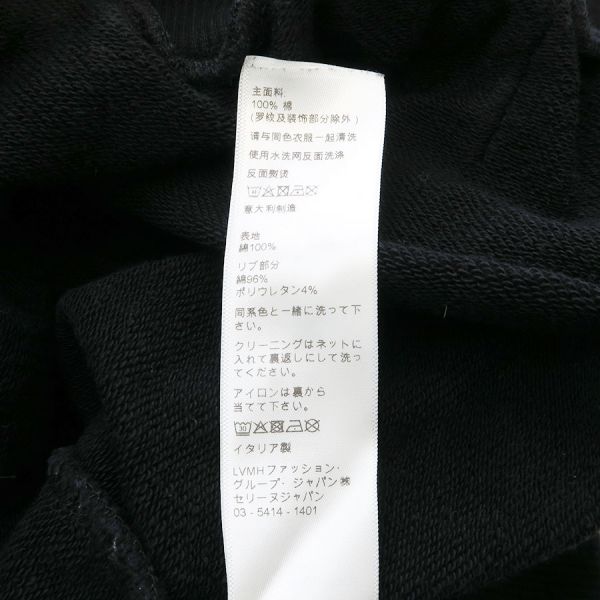 主面料
100% 棉
(罗纹及装饰部分除外)
请与同色衣服一起清洗
使用水洗网反面洗涤
反面熨烫
意大利制造
表地
綿100%
リブ部分
綿96%
ポリウレタン4%
同系色と一緒に洗って下
さい。
クリーニングはネットに
入れて裏返しにして洗っ
てください。
アイロンは裏から
当てて下さい。
30
イタリア製
LVMHファッション・
グループ・ジャパン㈱
セリーヌジャパン
03 - 5414 - 1401